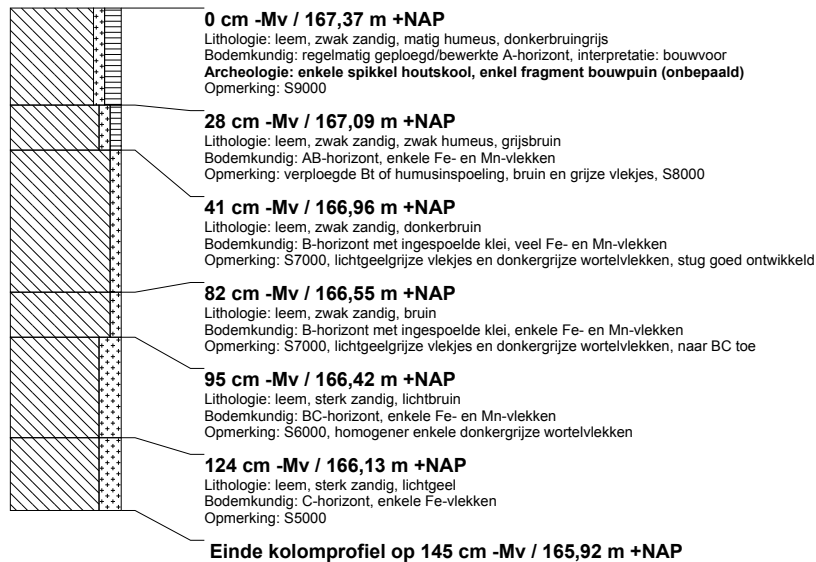 0 cm -Mv / 167,37 m +NAP
Lithologie: leem, zwak zandig, matig humeus, donkerbruingrijs
Bodemkundig: regelmatig geploegd/bewerkte A-horizont, interpretatie: bouwvoor
Archeologie: enkele spikkel houtskool, enkel fragment bouwpuin (onbepaald)
Opmerking: S9000
28 cm -Mv / 167,09 m +NAP
Lithologie: leem, zwak zandig, zwak humeus, grijsbruin
Bodemkundig: AB-horizont, enkele Fe- en Mn-vlekken
Opmerking: verploegde Bt of humusinspoeling, bruin en grijze vlekjes, S8000
41 cm -Mv / 166,96 m +NAP
Lithologie: leem, zwak zandig, donkerbruin
Bodemkundig: B-horizont met ingespoelde klei, veel Fe- en Mn-vlekken
Opmerking: S7000, lichtgeelgrijze vlekjes en donkergrijze wortelvlekken, stug goed ontwikkeld
82 cm -Mv / 166,55 m +NAP
Lithologie: leem, zwak zandig, bruin
Bodemkundig: B-horizont met ingespoelde klei, enkele Fe- en Mn-vlekken
Opmerking: S7000, lichtgeelgrijze vlekjes en donkergrijze wortelvlekken, naar BC toe
95 cm -Mv / 166,42 m +NAP
Lithologie: leem, sterk zandig, lichtbruin
Bodemkundig: BC-horizont, enkele Fe- en Mn-vlekken
Opmerking: S6000, homogener enkele donkergrijze wortelvlekken
124 cm -Mv / 166,13 m +NAP
Lithologie: leem, sterk zandig, lichtgeel
Bodemkundig: C-horizont, enkele Fe-vlekken
Opmerking: S5000
Einde kolomprofiel op 145 cm -Mv / 165,92 m +NAP